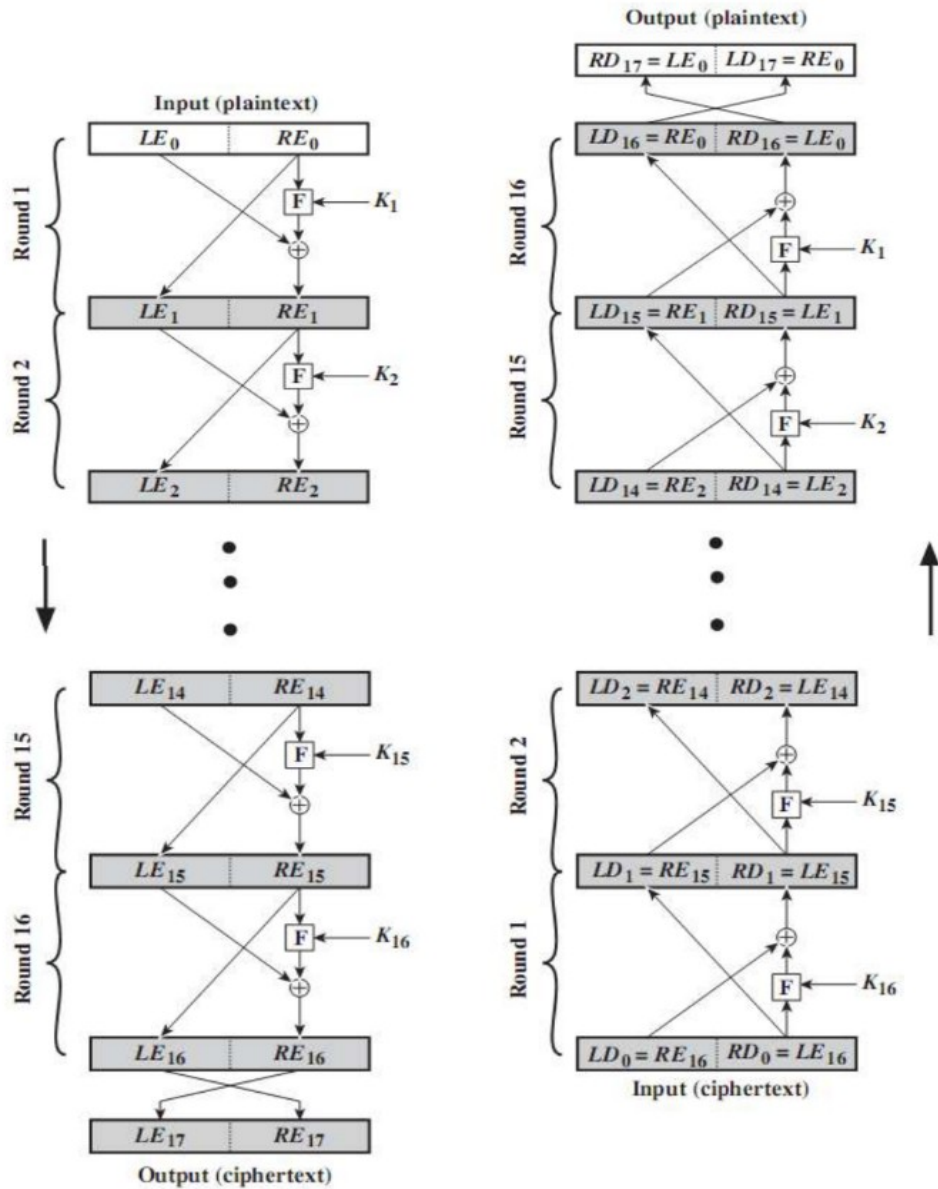 Input (plaintext)
LE₀ RE₀
Round 1
F
K₁
LE₁ RE₁
Round 2
F
K₂
LE₂ RE₂
LE₁₄ RE₁₄
Round 15
F
K₁₅
LE₁₅ RE₁₅
Round 16
F
K₁₆
LE₁₆ RE₁₆
LE₁₇ RE₁₇
Output (ciphertext)
Output (plaintext)
RD₁₇ = LE₀ LD₁₇ = RE₀
LD₁₆ = RE₀ RD₁₆ = LE₀
Round 16
F
K₁
LD₁₅ = RE₁ RD₁₅ = LE₁
Round 15
F
K₂
LD₁₄ = RE₂ RD₁₄ = LE₂
LD₂ = RE₁₄ RD₂ = LE₁₄
Round 2
F
K₁₅
LD₁ = RE₁₅ RD₁ = LE₁₅
Round 1
F
K₁₆
LD₀ = RE₁₆ RD₀ = LE₁₆
Input (ciphertext)